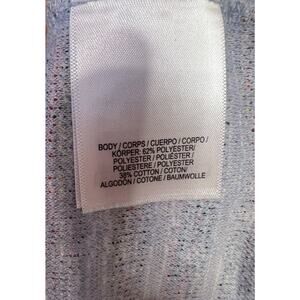 BODY / CORPS / CUERPO / CORPO /
KÖRPER: 62% POLYESTER/
POLYESTER / POLIÉSTER /
POLIESTERE / POLYESTER
38% COTTON / COTON/
ALGODÓN / COTONE / BAUMWOLLE